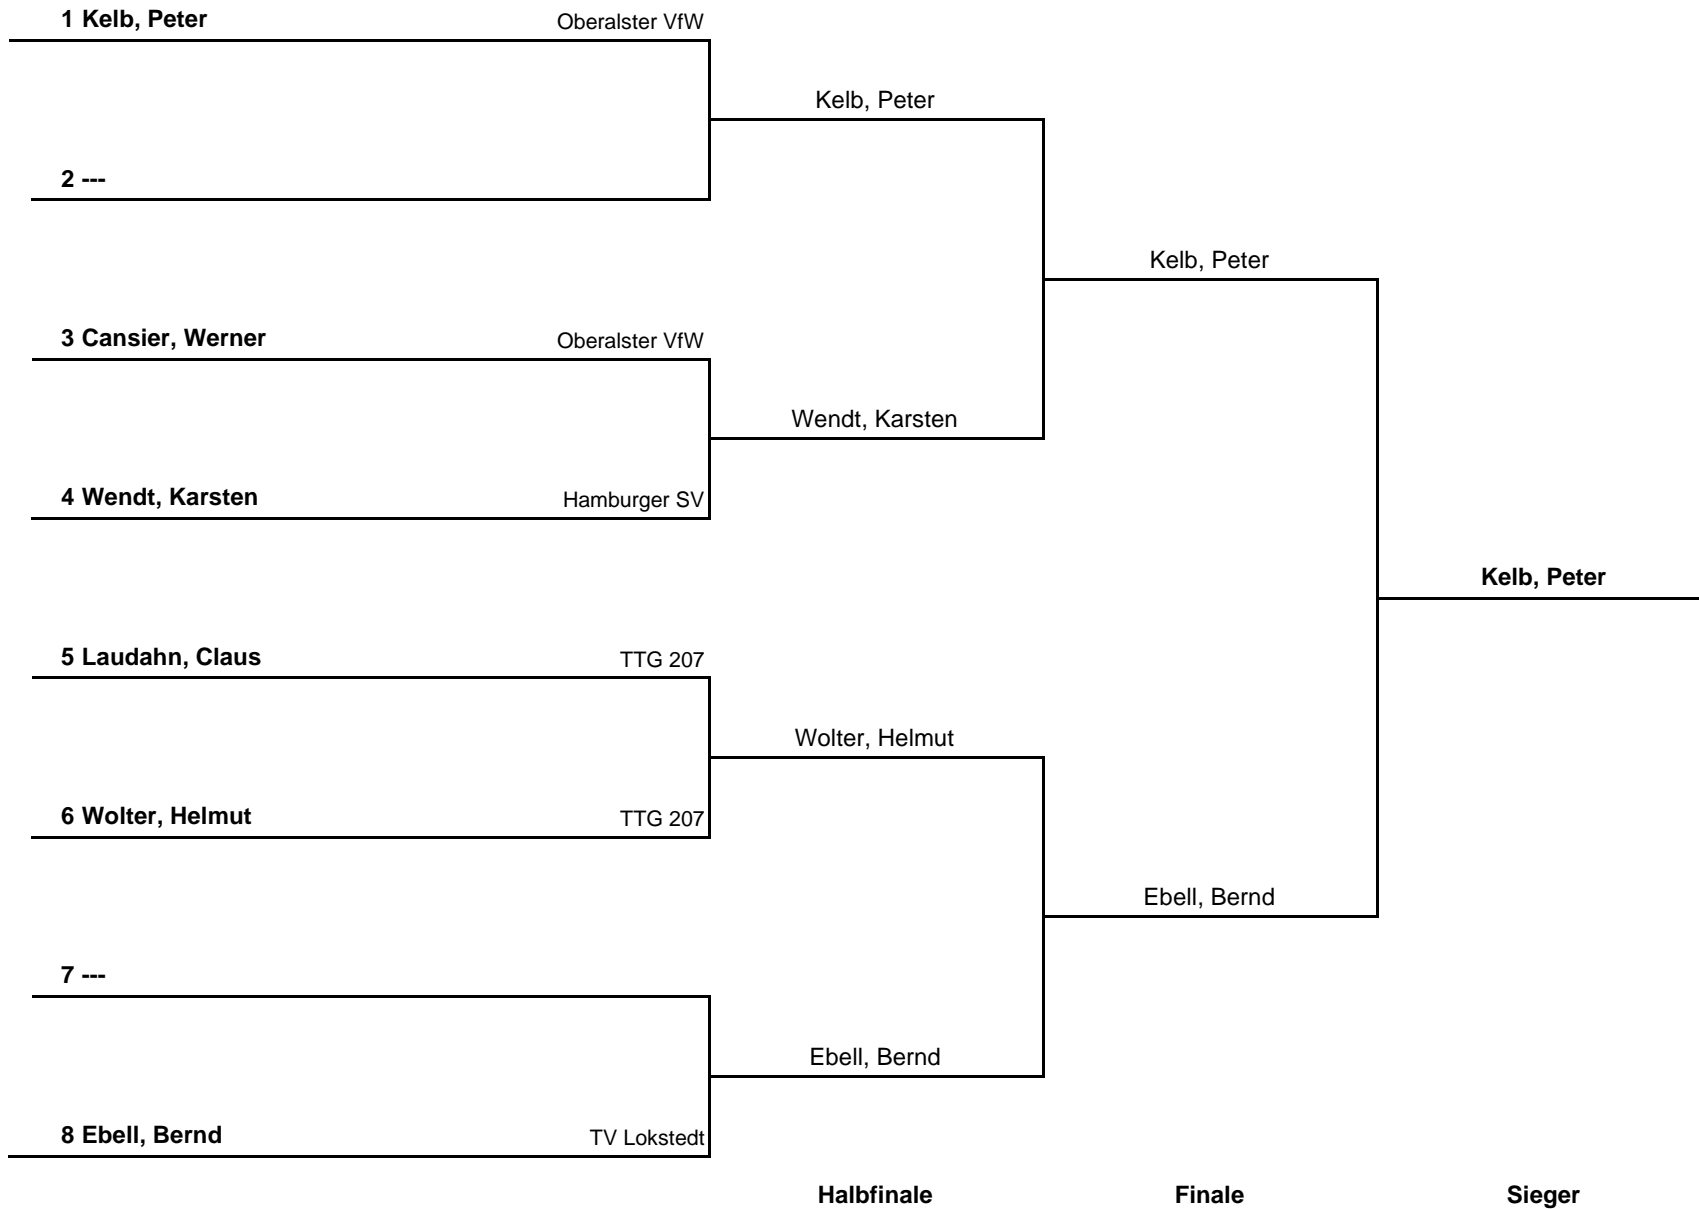 1 Kelb, Peter Oberalster VfW
Kelb, Peter
2 ---
Kelb, Peter
3 Cansier, Werner Oberalster VfW
Wendt, Karsten
4 Wendt, Karsten Hamburger SV
Kelb, Peter
5 Laudahn, Claus TTG 207
Wolter, Helmut
6 Wolter, Helmut TTG 207
Ebell, Bernd
7 ---
Ebell, Bernd
8 Ebell, Bernd TV Lokstedt
Halbfinale Finale Sieger